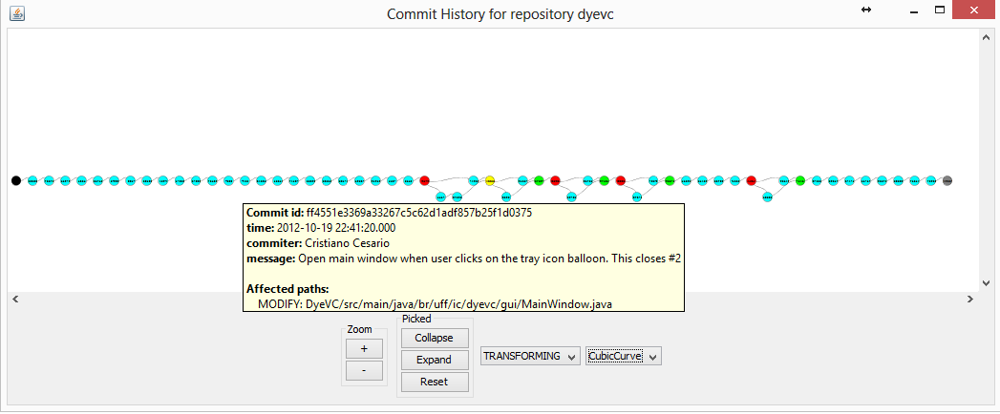 Commit History for repository dyevc
Commit id: ff4551e3369a33267c5c62d1adf857b25f1d0375
time: 2012-10-19 22:41:20.000
commiter: Cristiano Cesario
message: Open main window when user clicks on the tray icon balloon. This closes #2
Affected paths:
MODIFY: DyeVC/src/main/java/br/uff/ic/dyevc/gui/MainWindow.java
Zoom
+
-
Picked
Collapse
Expand
Reset
TRANSFORMING
CubicCurve